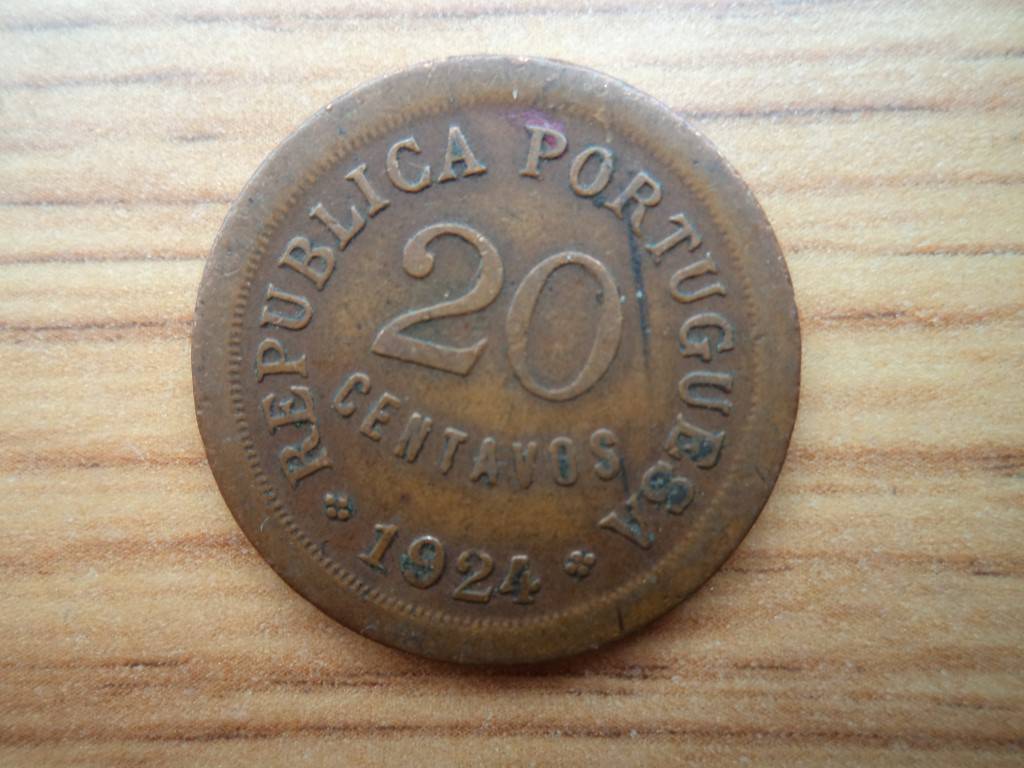 REPUBLICA PORTUGUESA
20
CENTAVOS
1924